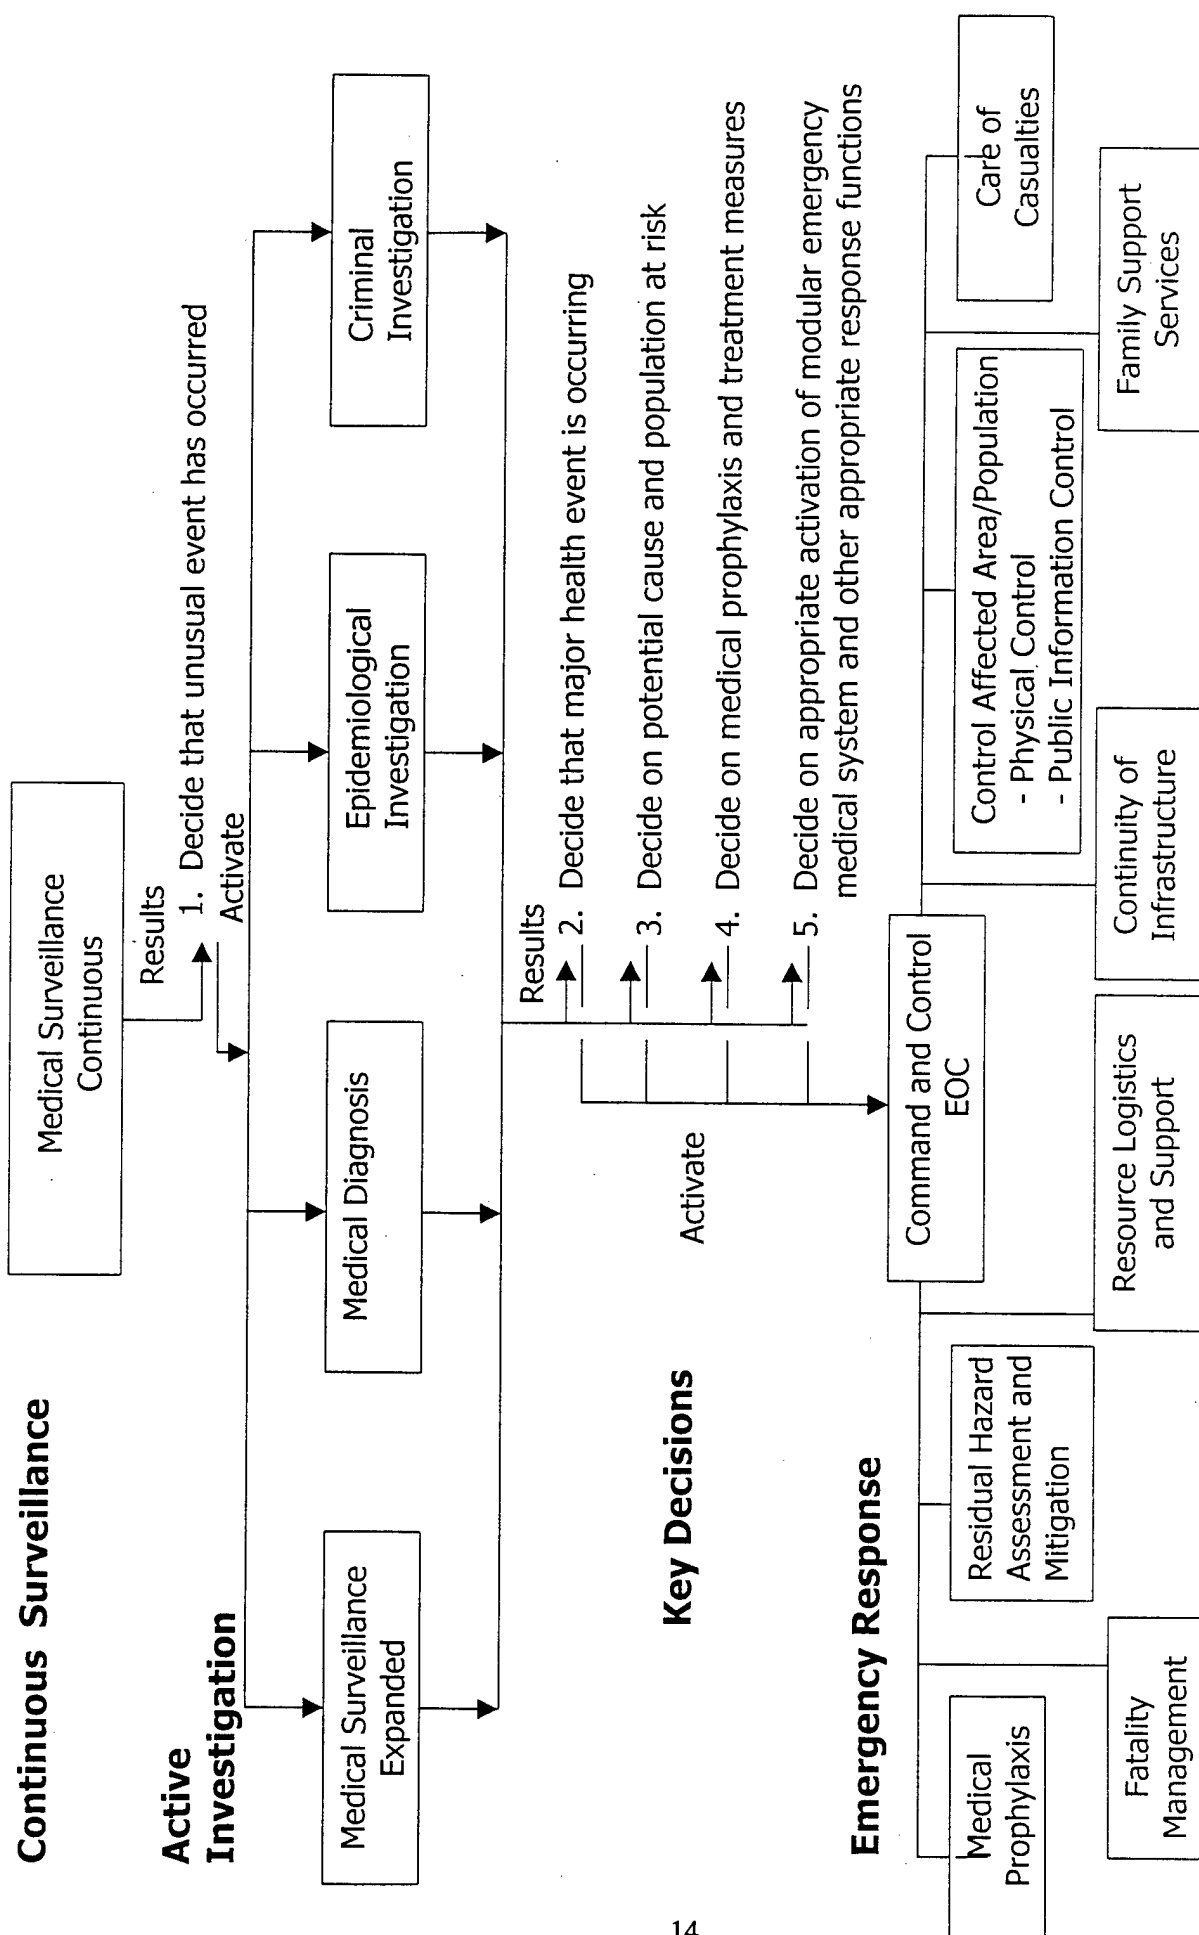 Continuous Surveillance
Medical Surveillance
Continuous
Results
1. Decide that unusual event has occurred
Activate
Active
Investigation
Medical Surveillance
Expanded
Medical Diagnosis
Epidemiological
Investigation
Criminal
Investigation
Results
2. Decide that major health event is occurring
3. Decide on potential cause and population at risk
4. Decide on medical prophylaxis and treatment measures
5. Decide on appropriate activation of modular emergency
medical system and other appropriate response functions
Key Decisions
Activate
Emergency Response
Command and Control
EOC
Medical
Prophylaxis
Residual Hazard
Assessment and
Mitigation
Control Affected Area/Population
- Physical Control
- Public Information Control
Care of
Casualties
Fatality
Management
Resource Logistics
and Support
Continuity of
Infrastructure
Family Support
Services
14